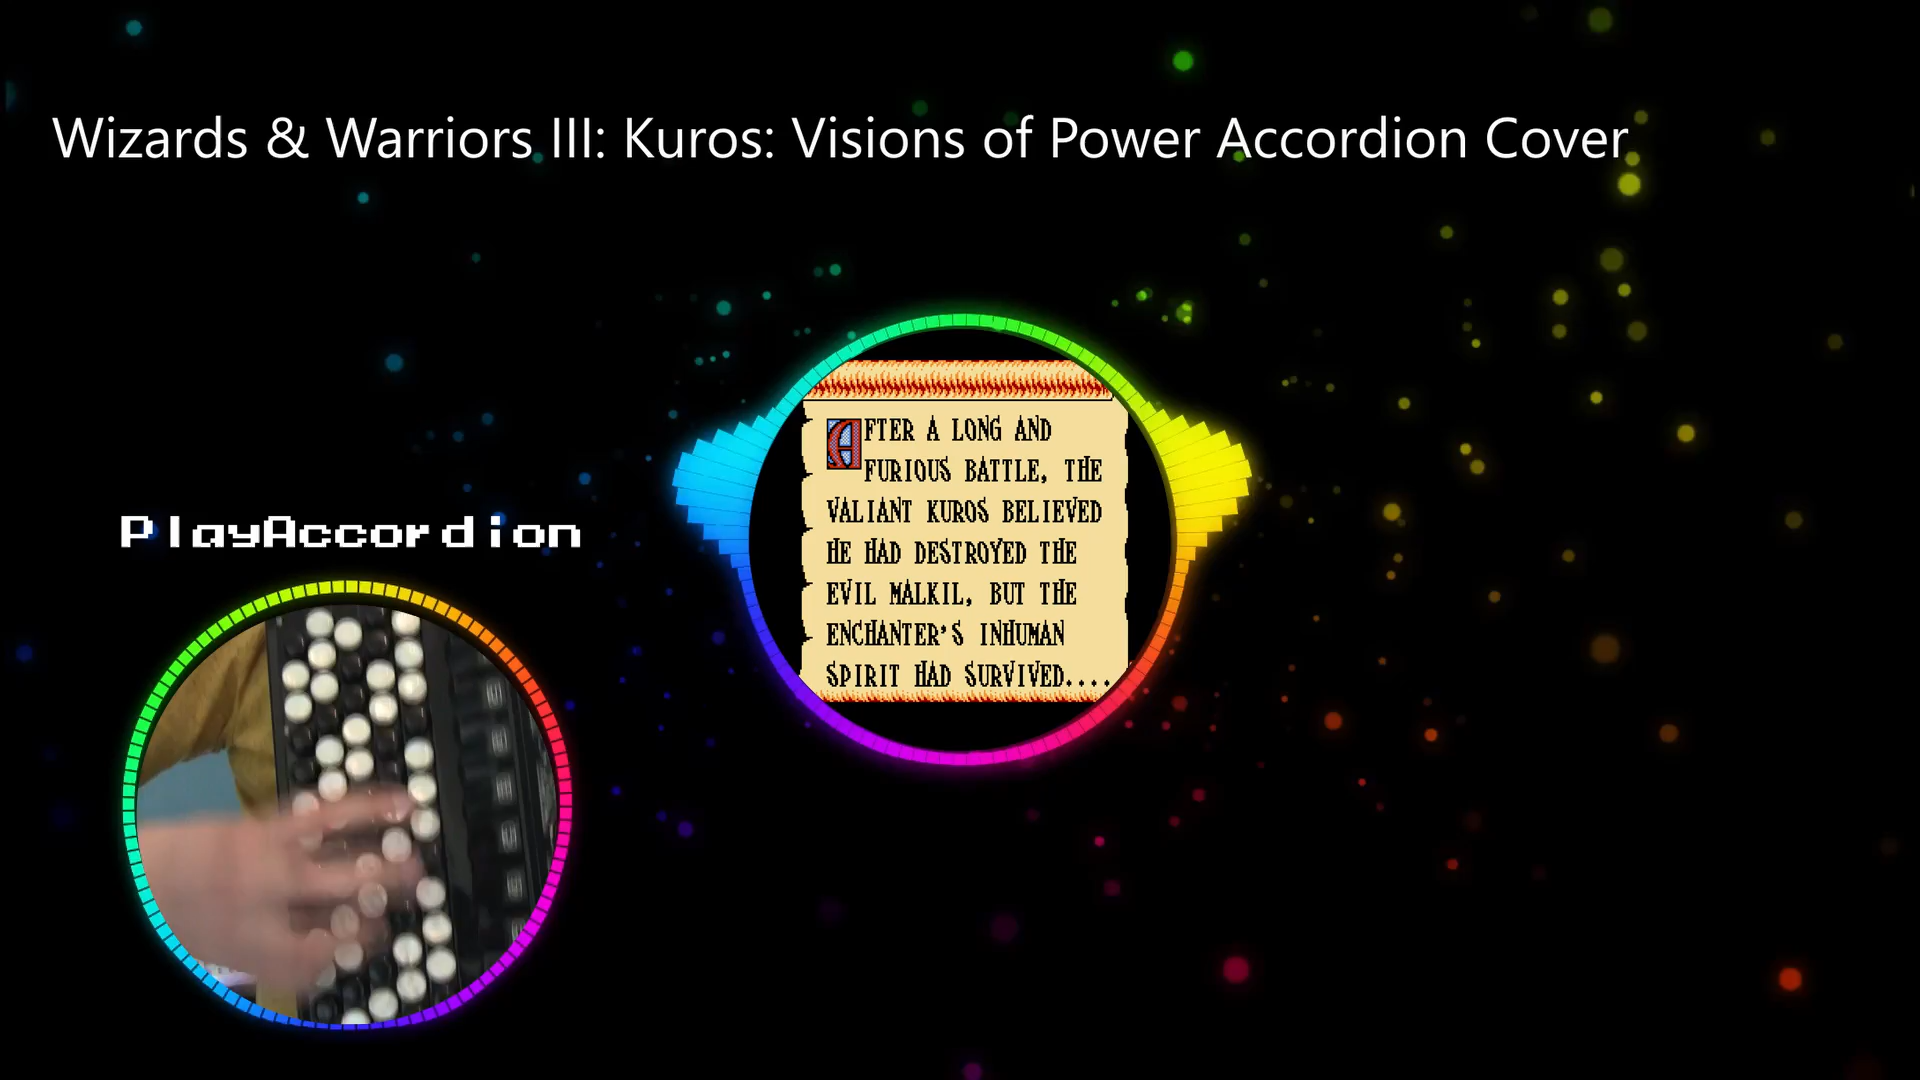 Wizards & Warriors III: Kuros: Visions of Power Accordion Cover
AFTER A LONG AND
FURIOUS BATTLE, THE
VALIANT KUROS BELIEVED
HE HAD DESTROYED THE
EVIL MALKIL, BUT THE
ENCHANTER'S INHUMAN
SPIRIT HAD SURVIVED....
PlayAccordion